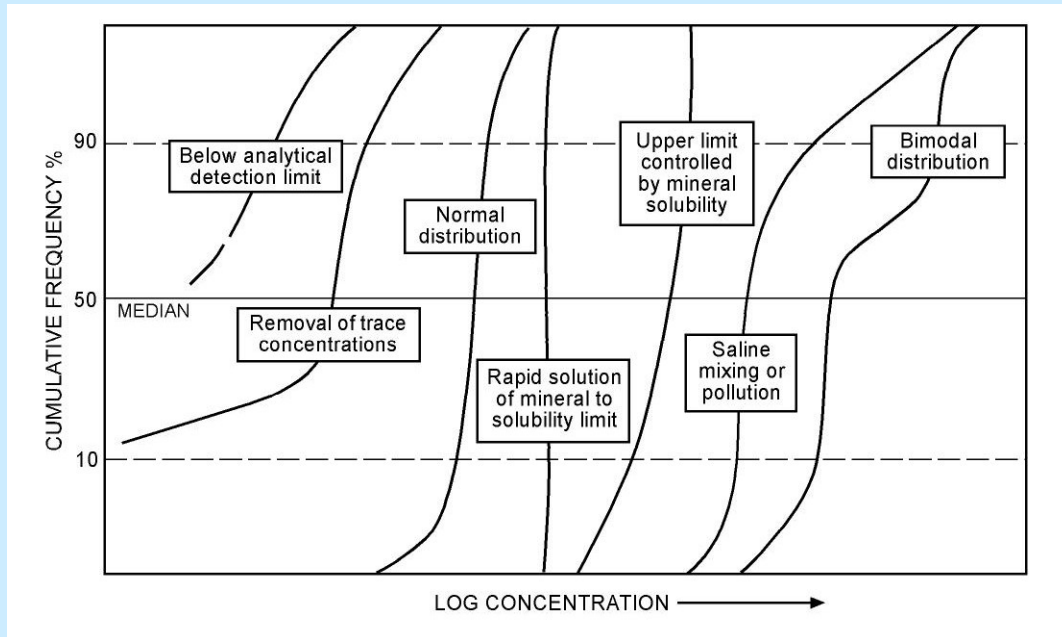 CUMULATIVE FREQUENCY %
90
50
10
MEDIAN
Below analytical
detection limit
Removal of trace
concentrations
Normal
distribution
Rapid solution
of mineral to
solubility limit
Upper limit
controlled
by mineral
solubility
Saline
mixing or
pollution
Bimodal
distribution
LOG CONCENTRATION